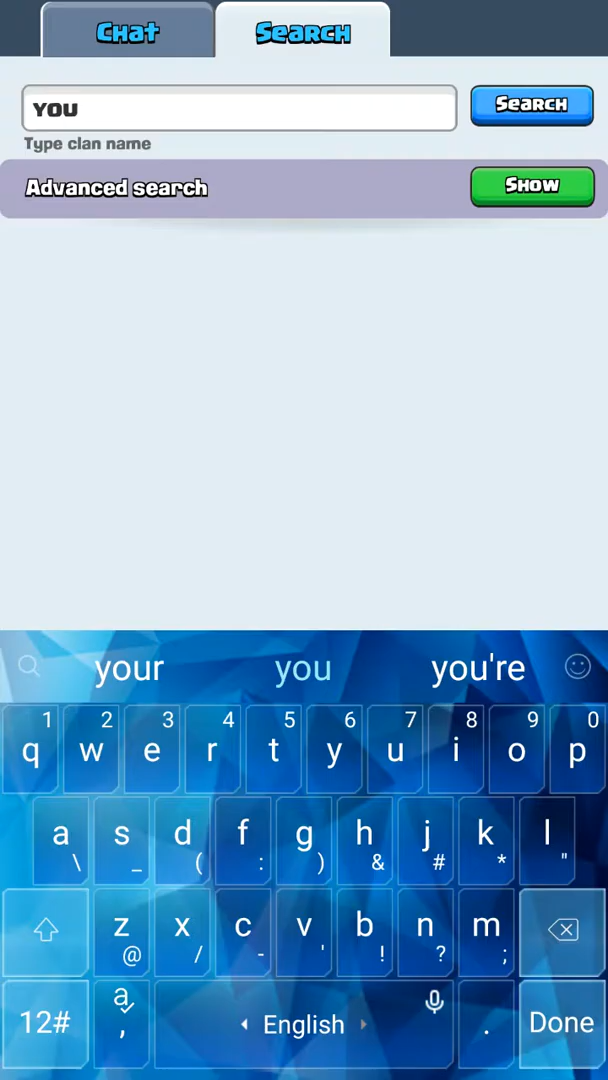 Chat Search
YOU Search
Type clan name
Advanced search Show
your you you're
1 2 3 4 5 6 7 8 9 0
q w e r t y u i o p
a s d f g h j k l
\ _ ( : ) & # * "
z x c v b n m
@ / - ' ! ? ;
12# a , English . Done